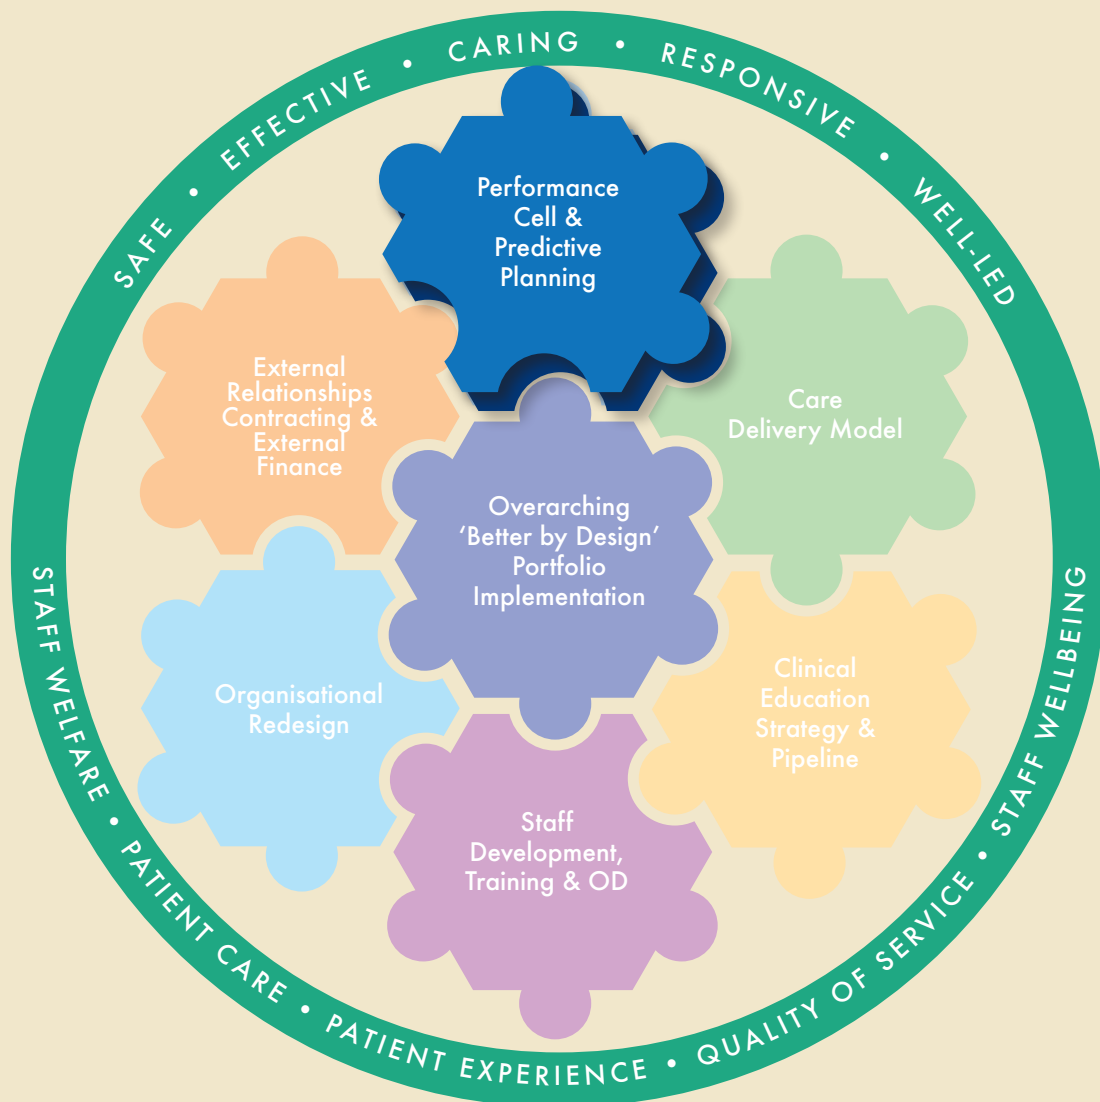 SAFE • EFFECTIVE • CARING • RESPONSIVE • WELL-LED
Performance
Cell &
Predictive
Planning
External
Relationships
Contracting &
External
Finance
Care
Delivery Model
Overarching
‘Better by Design’
Portfolio
Implementation
Organisational
Redesign
Clinical
Education
Strategy &
Pipeline
Staff
Development,
Training & OD
STAFF WELFARE • PATIENT CARE • PATIENT EXPERIENCE • QUALITY OF SERVICE • STAFF WELLBEING